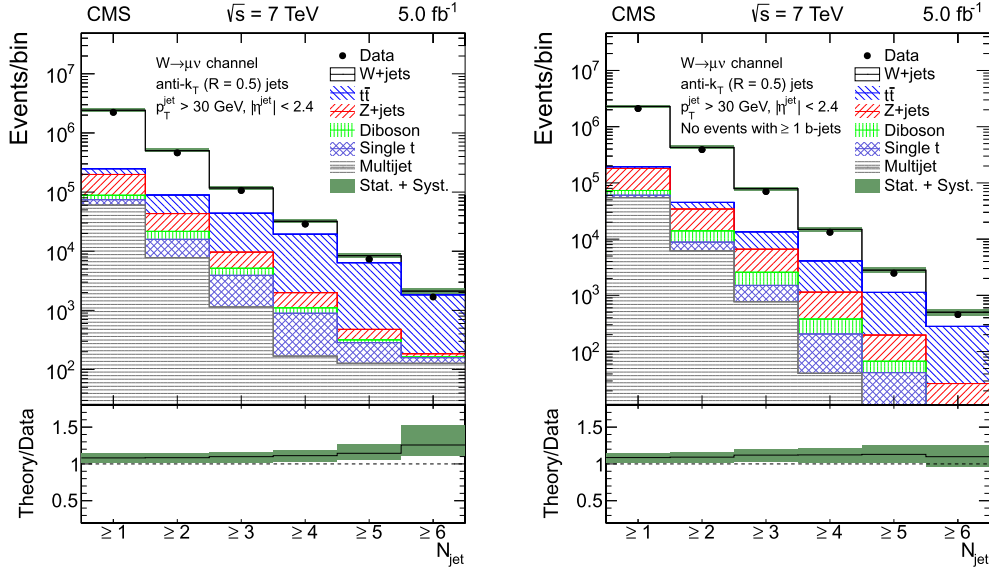 CMS √s = 7 TeV 5.0 fb⁻¹
Events/bin
10⁷
10⁶
10⁵
10⁴
10³
10²
W→μν channel
anti-k_T (R = 0.5) jets
p_T^jet > 30 GeV, |η^jet| < 2.4
Data
W+jets
tt̄
Z+jets
Diboson
Single t
Multijet
Stat. + Syst.
Theory/Data
1.5
1
0.5
≥ 1 ≥ 2 ≥ 3 ≥ 4 ≥ 5 ≥ 6
N_jet
CMS √s = 7 TeV 5.0 fb⁻¹
Events/bin
10⁷
10⁶
10⁵
10⁴
10³
10²
W→μν channel
anti-k_T (R = 0.5) jets
p_T^jet > 30 GeV, |η^jet| < 2.4
No events with ≥ 1 b-jets
Data
W+jets
tt̄
Z+jets
Diboson
Single t
Multijet
Stat. + Syst.
Theory/Data
1.5
1
0.5
≥ 1 ≥ 2 ≥ 3 ≥ 4 ≥ 5 ≥ 6
N_jet